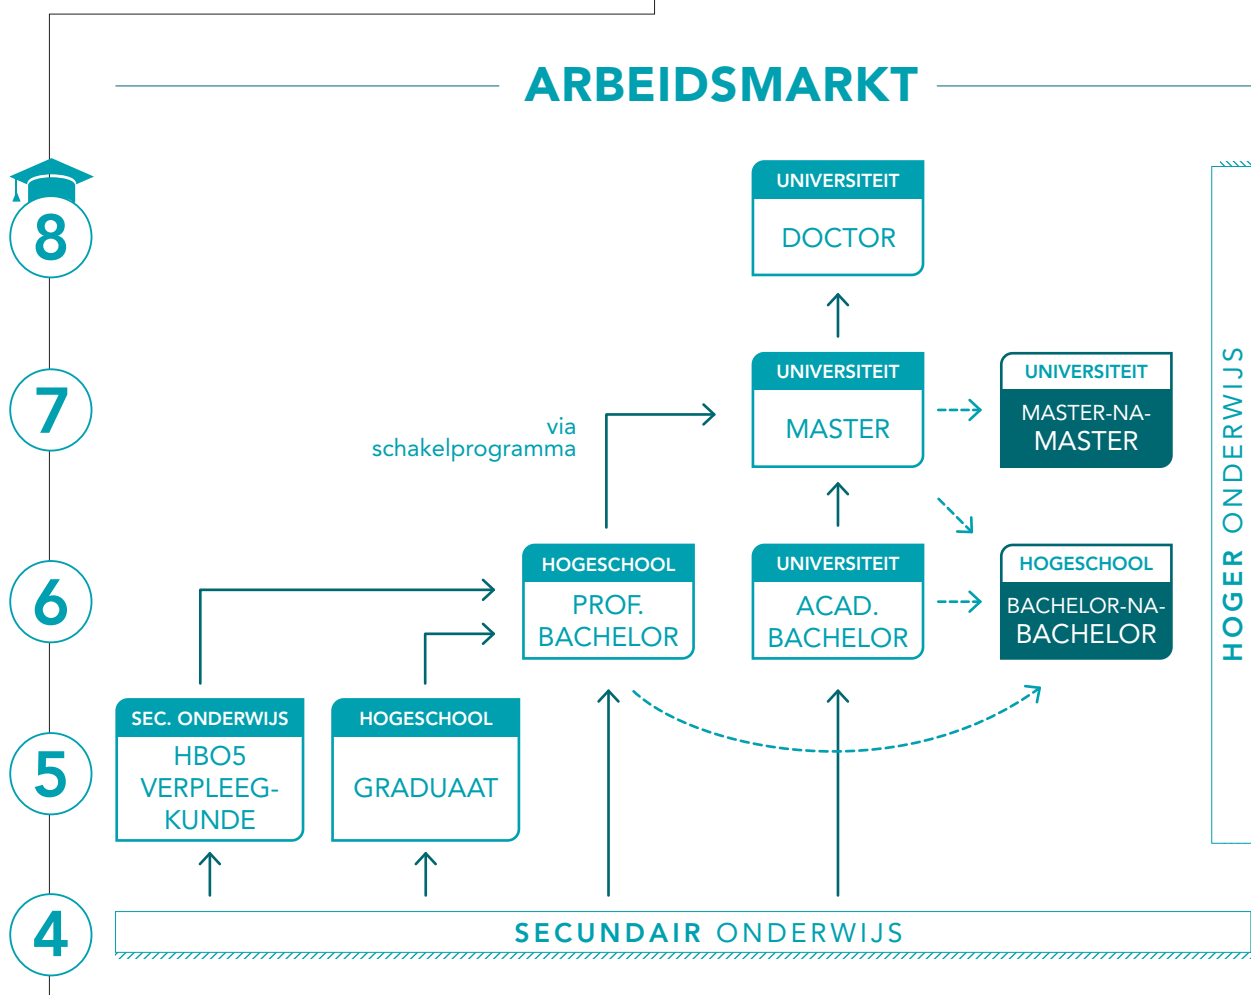 ARBEIDSMARKT
8
UNIVERSITEIT
DOCTOR
7
via
schakelprogramma
UNIVERSITEIT
MASTER
UNIVERSITEIT
MASTER-NA-
MASTER
6
HOGESCHOOL
PROF.
BACHELOR
UNIVERSITEIT
ACAD.
BACHELOR
HOGESCHOOL
BACHELOR-NA-
BACHELOR
5
SEC. ONDERWIJS
HBO5
VERPLEEG-
KUNDE
HOGESCHOOL
GRADUAAT
4
SECUNDAIR ONDERWIJS
HOGER ONDERWIJS